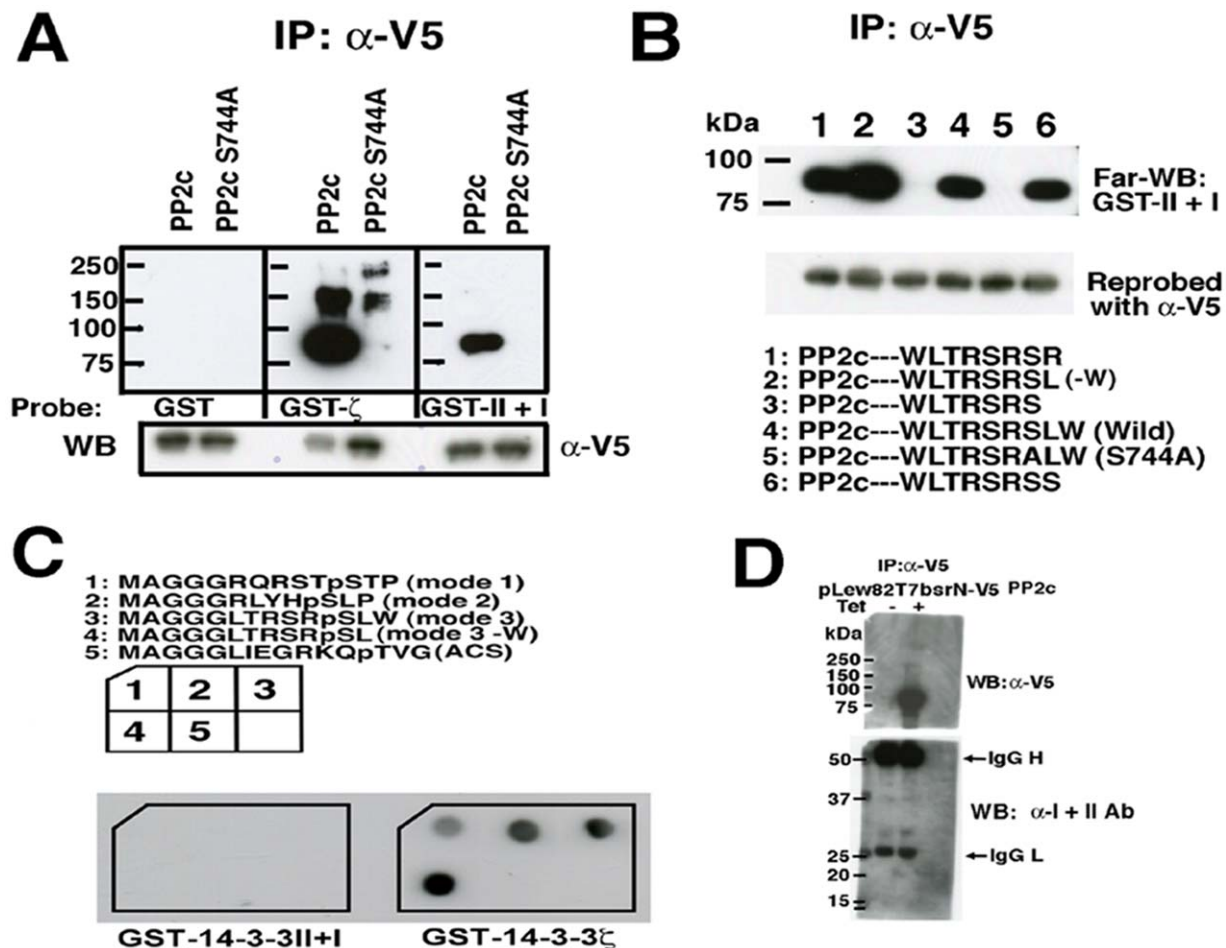 A
IP: α-V5
PP2c
PP2c S744A
PP2c
PP2c S744A
PP2c
PP2c S744A
250
150
100
75
Probe: GST GST-ζ GST-II + I
WB α-V5
B
IP: α-V5
kDa 1 2 3 4 5 6
100
75
Far-WB:
GST-II + I
Reprobed
with α-V5
1: PP2c---WLTRSRSR
2: PP2c---WLTRSRSL (-W)
3: PP2c---WLTRSRS
4: PP2c---WLTRSRSLW (Wild)
5: PP2c---WLTRSRALW (S744A)
6: PP2c---WLTRSRSS
C
1: MAGGGRQRSTpSTP (mode 1)
2: MAGGGRLYHpSLP (mode 2)
3: MAGGGLTRSRpSLW (mode 3)
4: MAGGGLTRSRpSL (mode 3 -W)
5: MAGGGLIEGRKQpTVG (ACS)
1 2 3
4 5
GST-14-3-3II+I GST-14-3-3ζ
D
IP:α-V5
pLew82T7bsrN-V5 PP2c
Tet - +
kDa
250
150
100
75
WB:α-V5
50
IgG H
37
WB: α-I + II Ab
25
IgG L
20
15